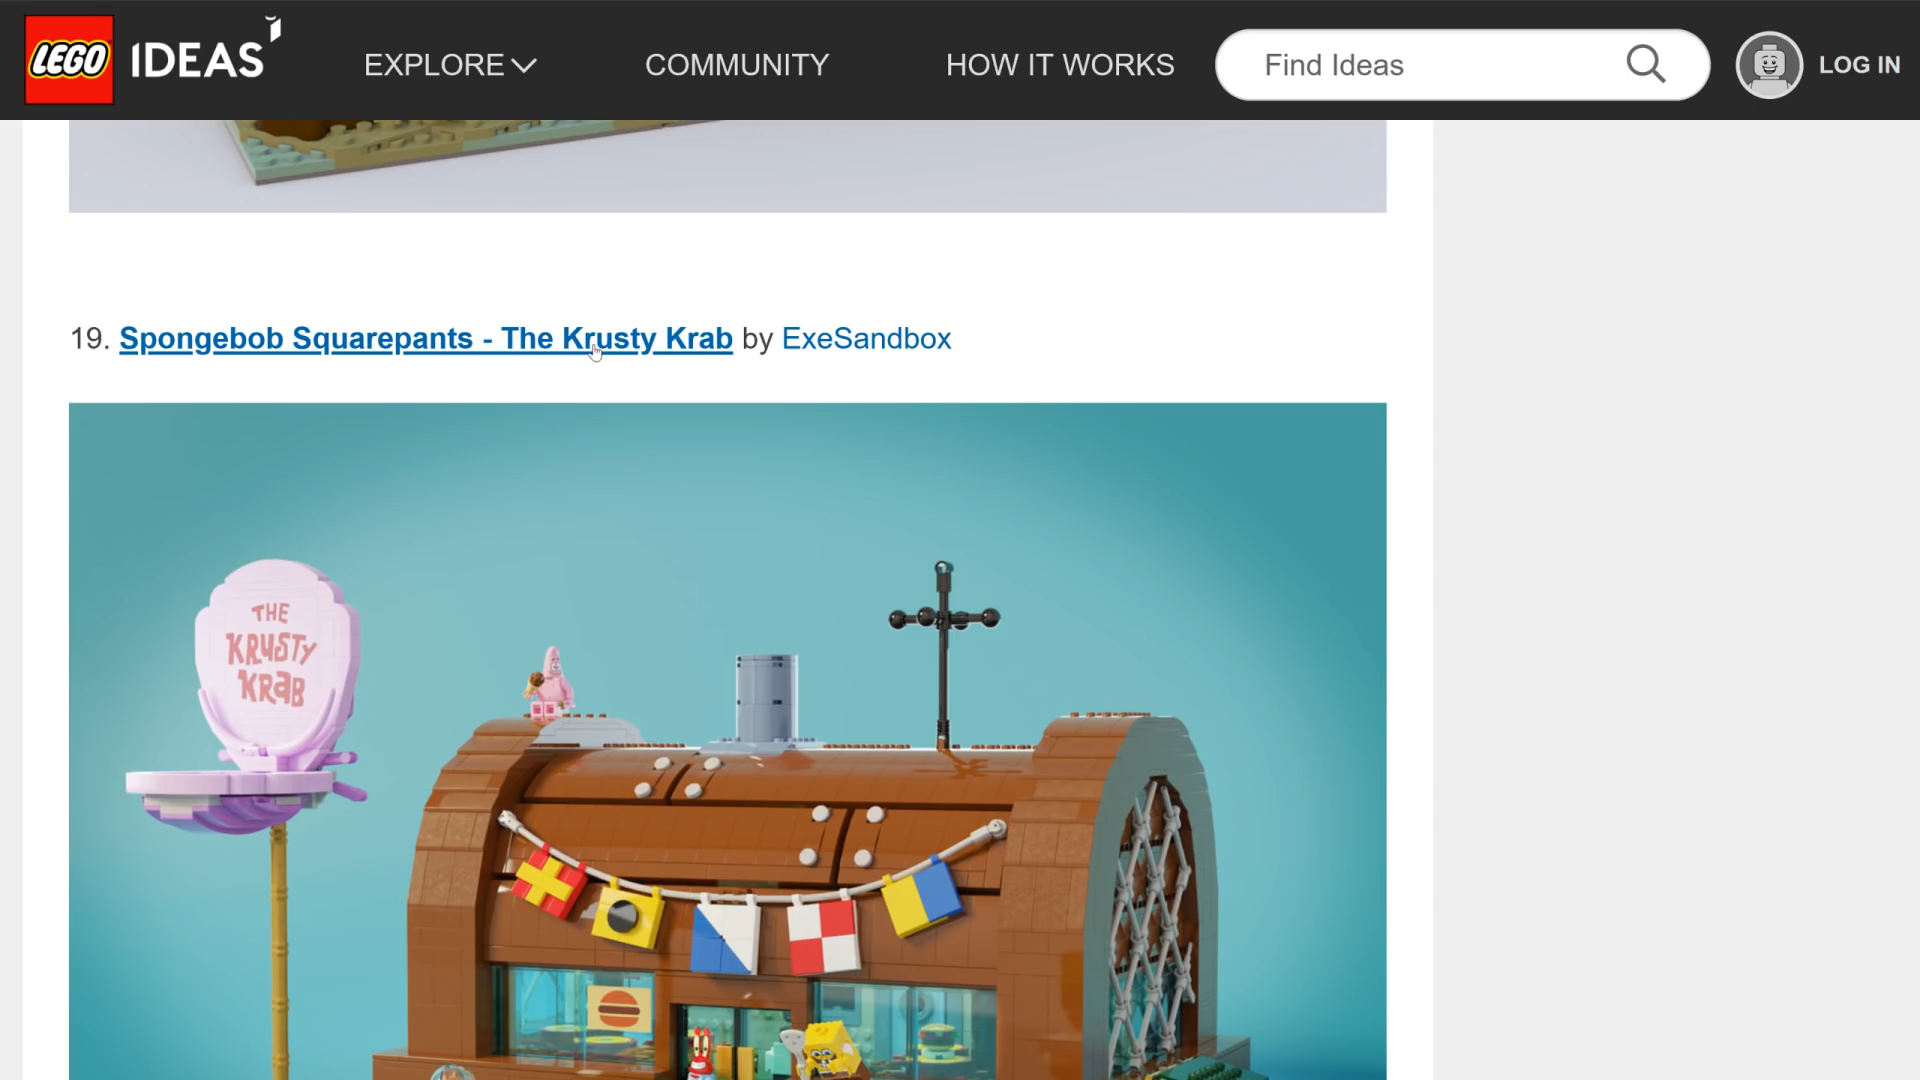 LEGO IDEAS
EXPLORE
COMMUNITY
HOW IT WORKS
Find Ideas
LOG IN
19. Spongebob Squarepants - The Krusty Krab by ExeSandbox
THE
KRUSTY
KRaB